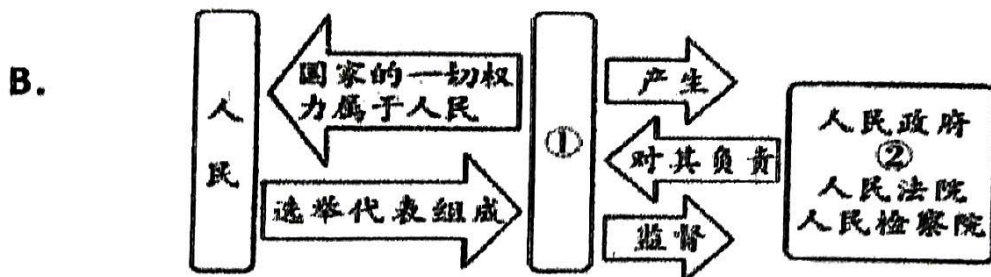 B.
人民
国家的一切权
力属于人民
选举代表组成
①
产生
对其负责
监督
人民政府
②
人民法院
人民检察院